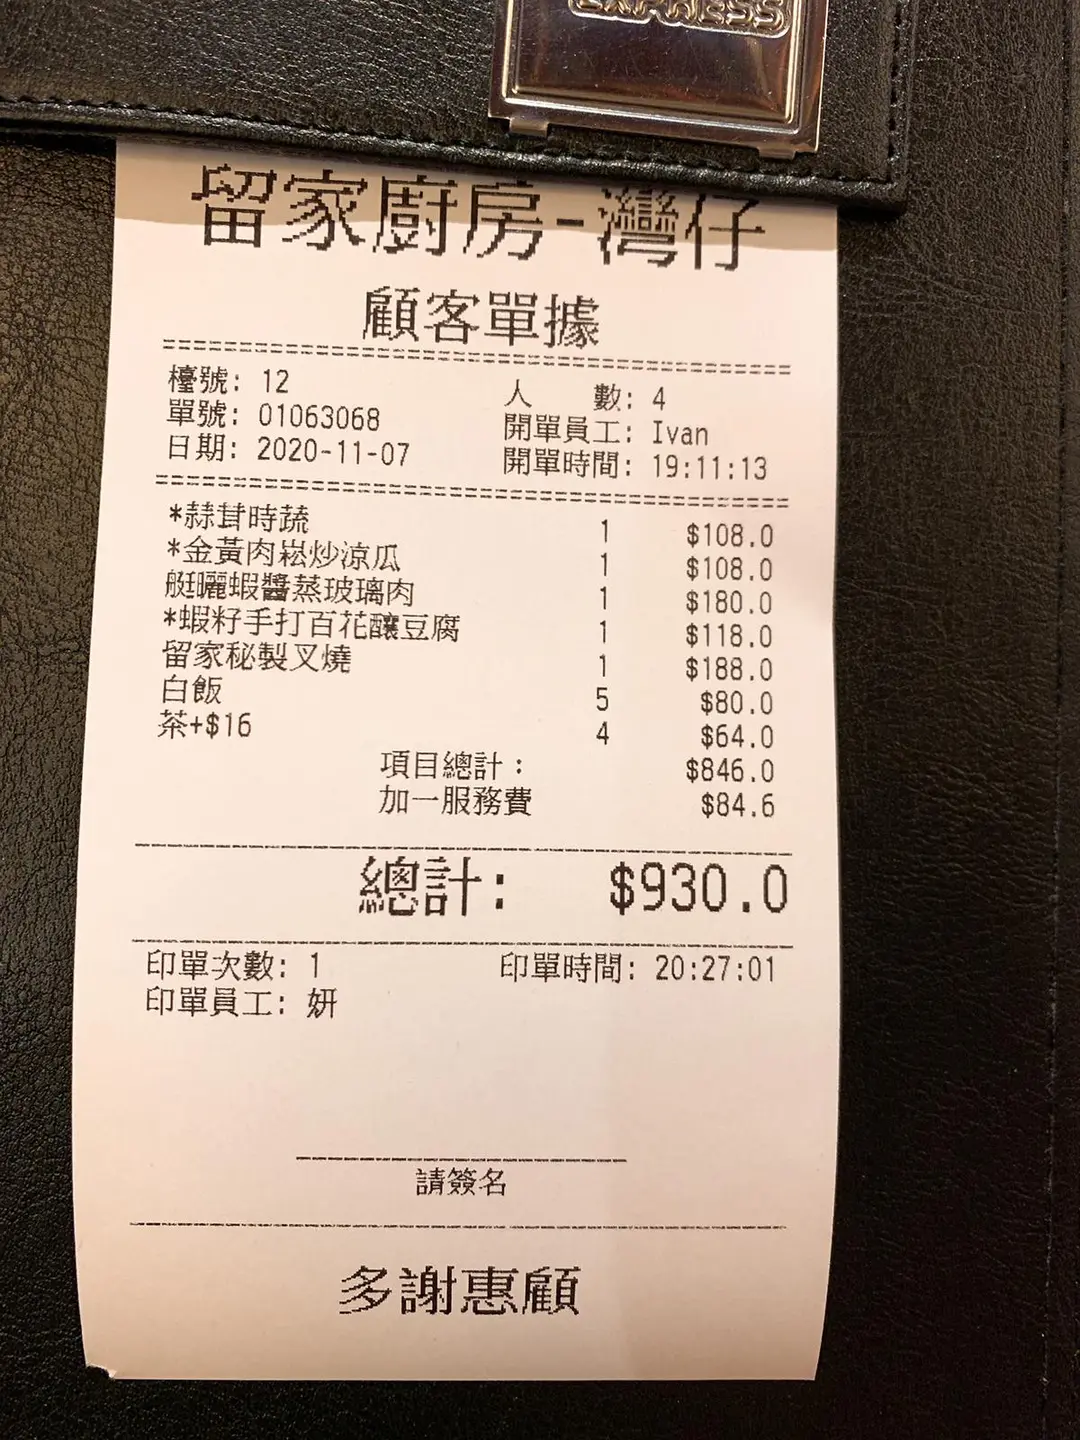 EXPRESS
留家廚房-灣仔
顧客單據
檯號: 12 人 數: 4
單號: 01063068 開單員工: Ivan
日期: 2020-11-07 開單時間: 19:11:13
*蒜茸時蔬 1 $108.0
*金黃肉崧炒涼瓜 1 $108.0
艇曬蝦醬蒸玻璃肉 1 $180.0
*蝦籽手打百花釀豆腐 1 $118.0
留家秘製叉燒 1 $188.0
白飯 5 $80.0
茶+$16 4 $64.0
項目總計: $846.0
加一服務費 $84.6
總計: $930.0
印單次數: 1 印單時間: 20:27:01
印單員工: 妍
請簽名
多謝惠顧